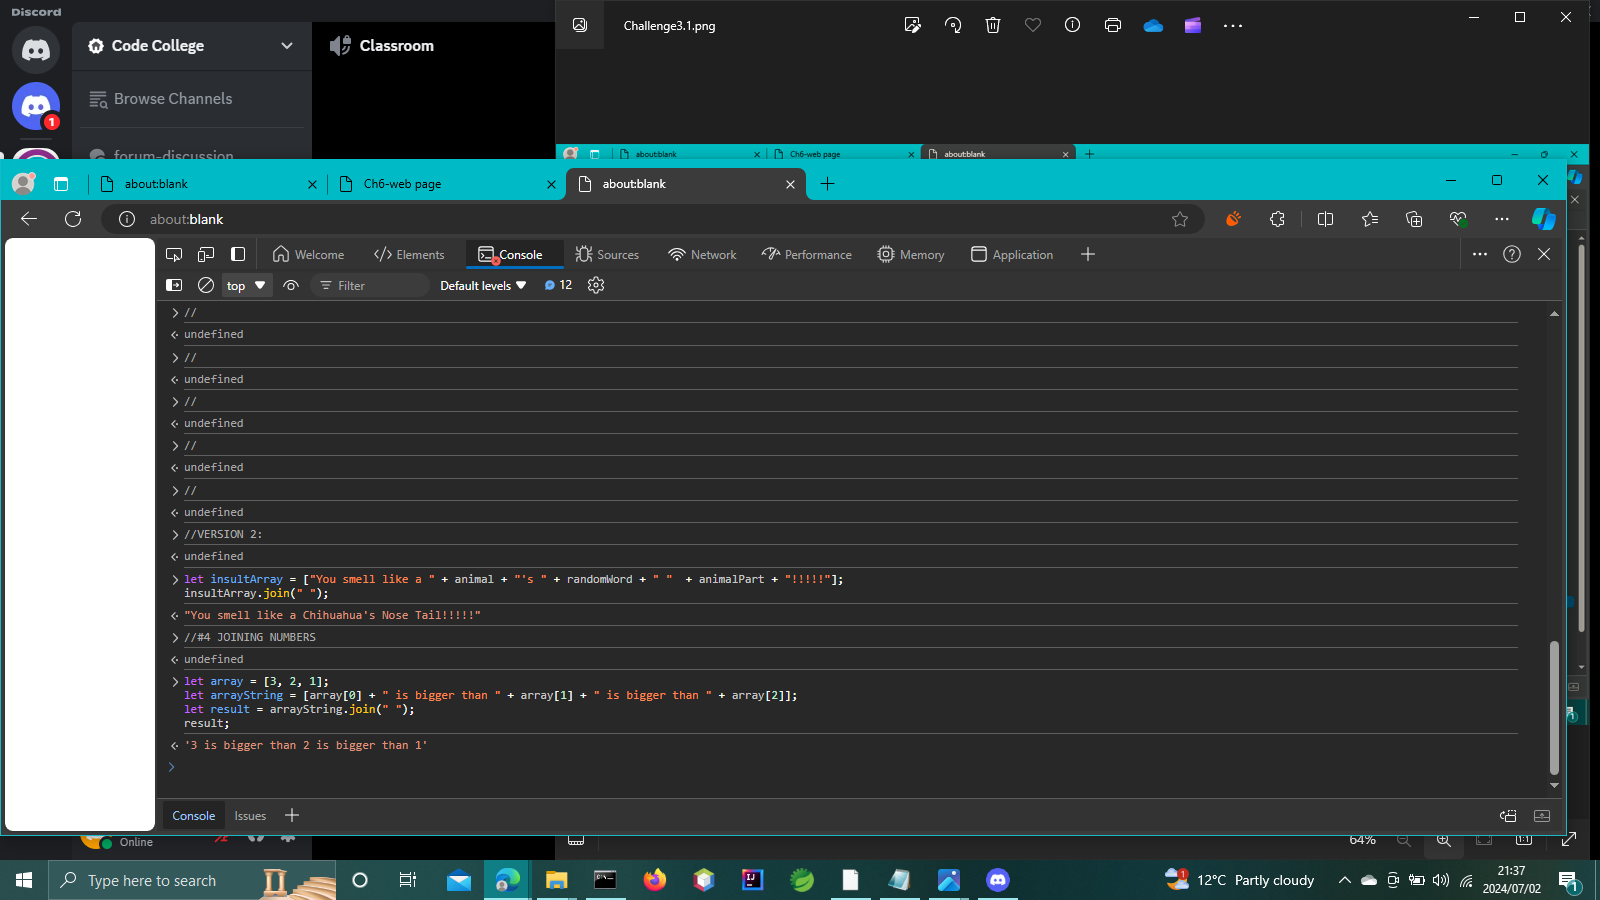 Discord
Code College
Classroom
Challenge3.1.png
Browse Channels
1
forum-discussion
about:blank
Ch6-web page
about:blank
about:blank
Ch6-web page
about:blank
about:blank
Welcome
Elements
Console
Sources
Network
Performance
Memory
Application
top
Filter
Default levels
12
//
undefined
//
undefined
//
undefined
//
undefined
//
undefined
//VERSION 2:
undefined
let insultArray = ["You smell like a " + animal + "'s " + randomWord + " "  + animalPart + "!!!!!"];
insultArray.join(" ");
"You smell like a Chihuahua's Nose Tail!!!!!"
//#4 JOINING NUMBERS
undefined
let array = [3, 2, 1];
let arrayString = [array[0] + " is bigger than " + array[1] + " is bigger than " + array[2]];
let result = arrayString.join(" ");
result;
'3 is bigger than 2 is bigger than 1'
Console
Issues
Online
64%
1:1
Type here to search
1
12°C Partly cloudy
21:37
2024/07/02
1